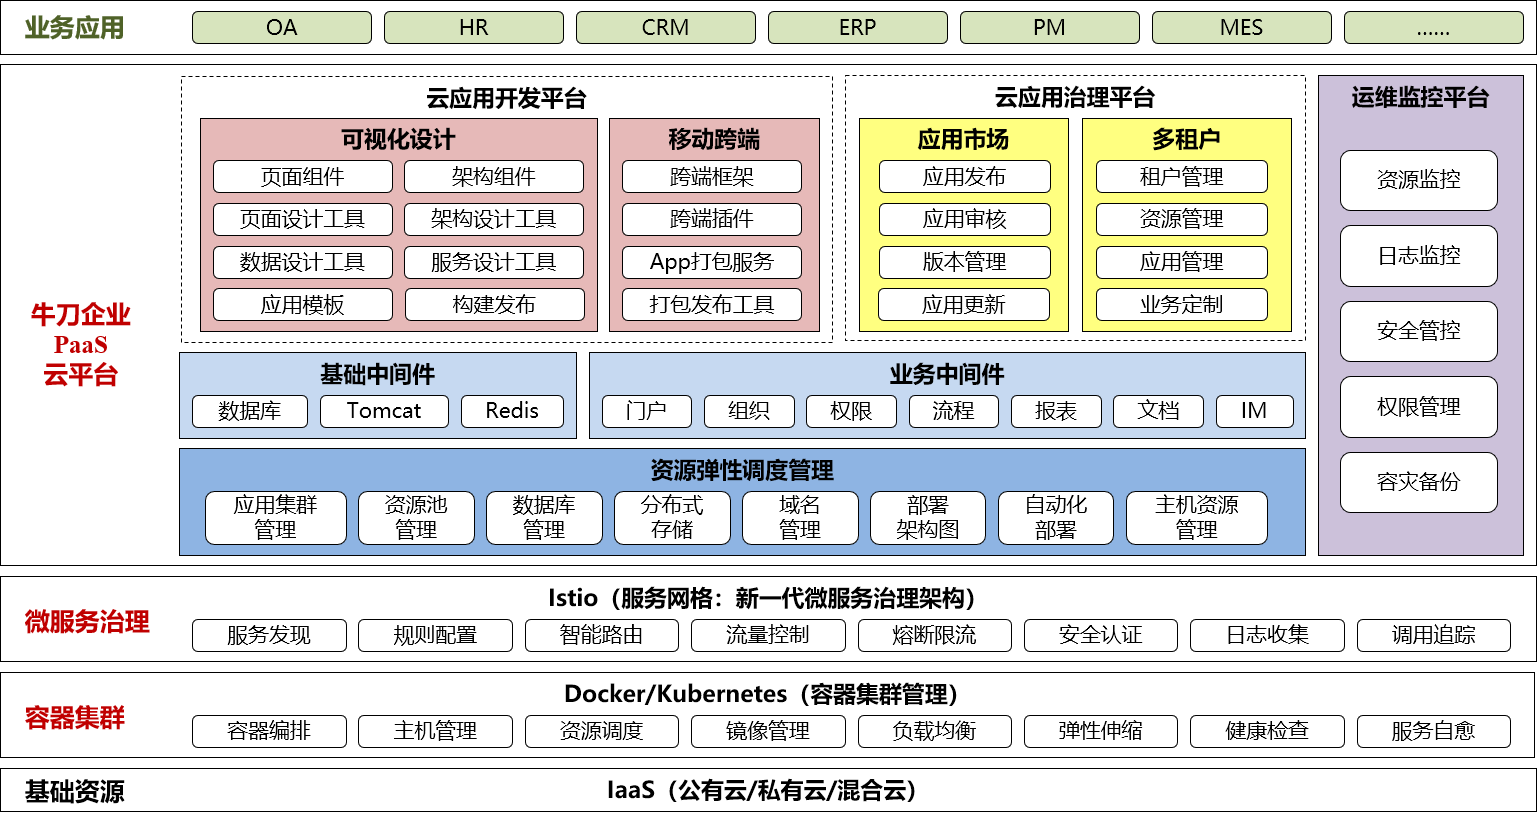 业务应用
OA
HR
CRM
ERP
PM
MES
......
牛刀企业
PaaS
云平台
云应用开发平台
可视化设计
页面组件
架构组件
页面设计工具
架构设计工具
数据设计工具
服务设计工具
应用模板
构建发布
移动跨端
跨端框架
跨端插件
App打包服务
打包发布工具
云应用治理平台
应用市场
应用发布
应用审核
版本管理
应用更新
多租户
租户管理
资源管理
应用管理
业务定制
运维监控平台
资源监控
日志监控
安全管控
权限管理
容灾备份
基础中间件
数据库
Tomcat
Redis
业务中间件
门户
组织
权限
流程
报表
文档
IM
资源弹性调度管理
应用集群
管理
资源池
管理
数据库
管理
分布式
存储
域名
管理
部署
架构图
自动化
部署
主机资源
管理
微服务治理
Istio（服务网格：新一代微服务治理架构）
服务发现
规则配置
智能路由
流量控制
熔断限流
安全认证
日志收集
调用追踪
容器集群
Docker/Kubernetes（容器集群管理）
容器编排
主机管理
资源调度
镜像管理
负载均衡
弹性伸缩
健康检查
服务自愈
基础资源
IaaS（公有云/私有云/混合云）